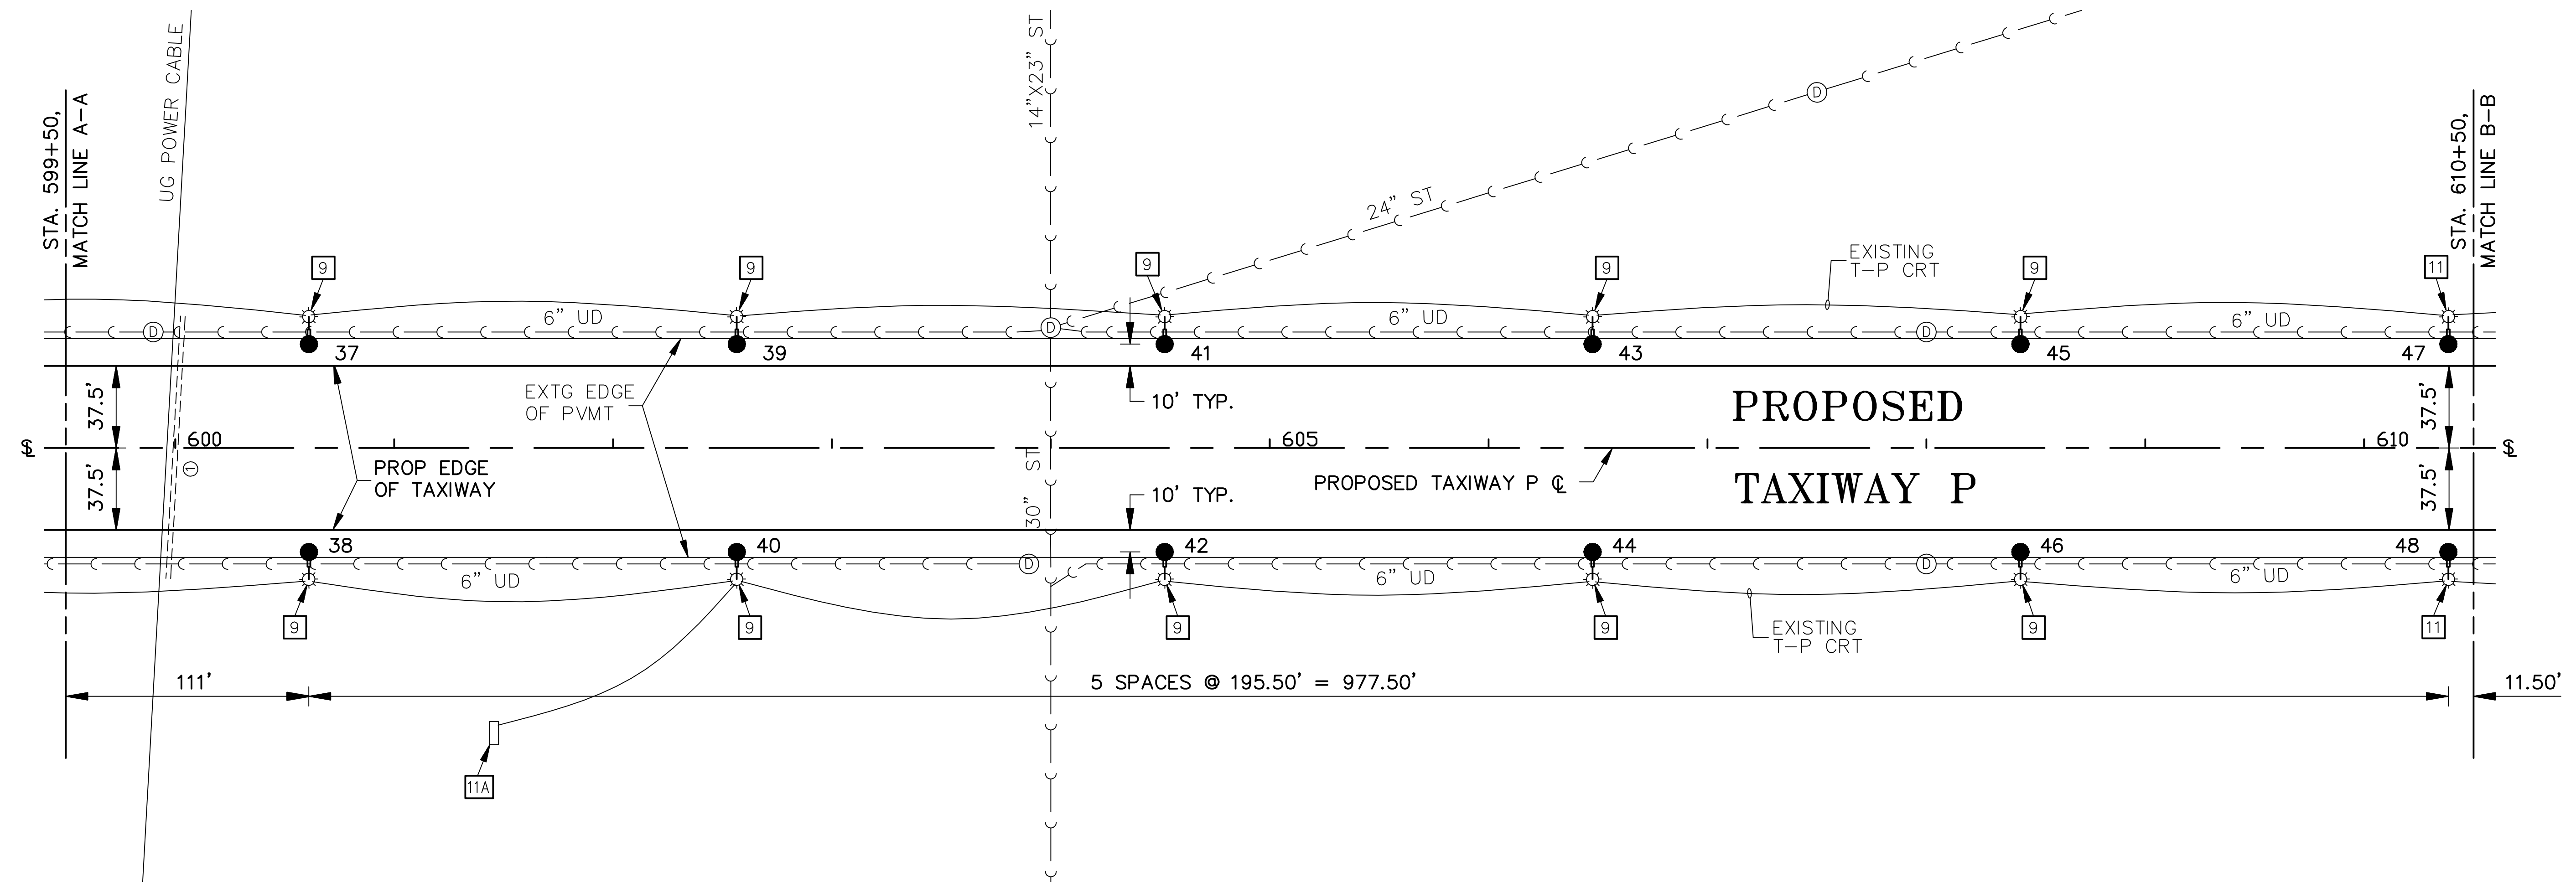 STA. 599+50,
MATCH LINE A-A
UG POWER CABLE
14"X23" ST
24" ST
D
STA. 610+50,
MATCH LINE B-B
9
9
9
9
9
11
EXISTING
T-P CRT
D
6" UD
D
6" UD
D
6" UD
37
39
41
43
45
47
37.5'
EXTG EDGE
OF PVMT
10' TYP.
PROPOSED
37.5'
600
605
610
37.5'
1
PROP EDGE
OF TAXIWAY
30" ST
10' TYP.
PROPOSED TAXIWAY P ℄
TAXIWAY P
37.5'
38
40
42
44
46
48
6" UD
D
6" UD
D
6" UD
9
9
9
9
9
11
EXISTING
T-P CRT
111'
5 SPACES @ 195.50' = 977.50'
11.50'
11A